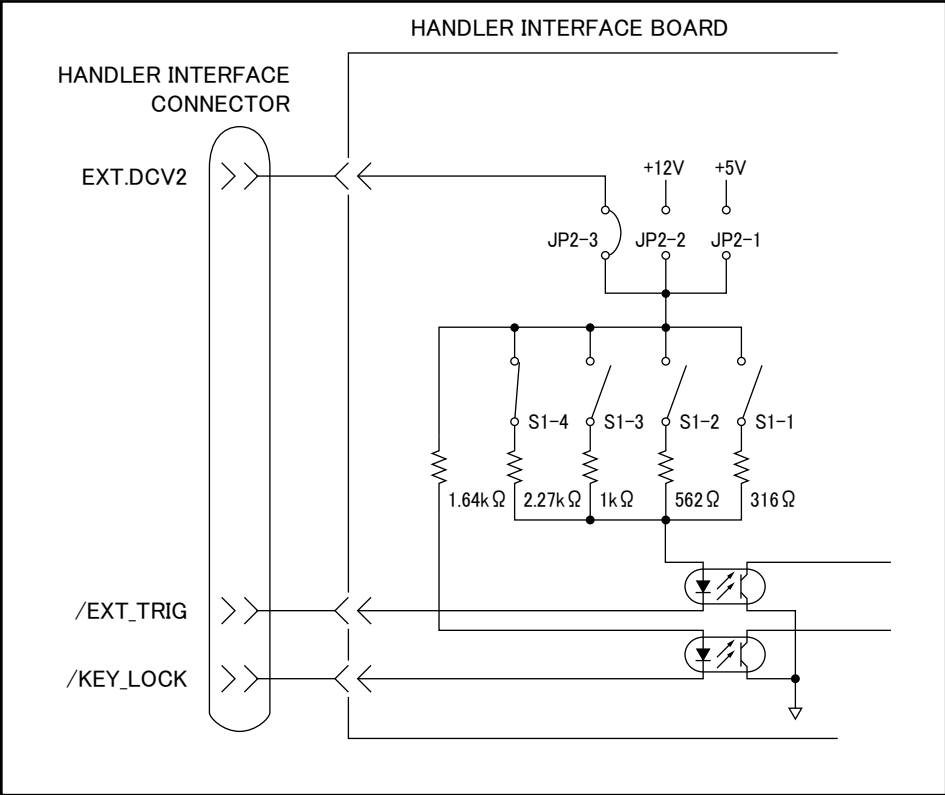 HANDLER INTERFACE BOARD
HANDLER INTERFACE
CONNECTOR
EXT.DCV2
+12V
+5V
JP2-3
JP2-2
JP2-1
S1-4
S1-3
S1-2
S1-1
1.64kΩ
2.27kΩ
1kΩ
562Ω
316Ω
/EXT_TRIG
/KEY_LOCK